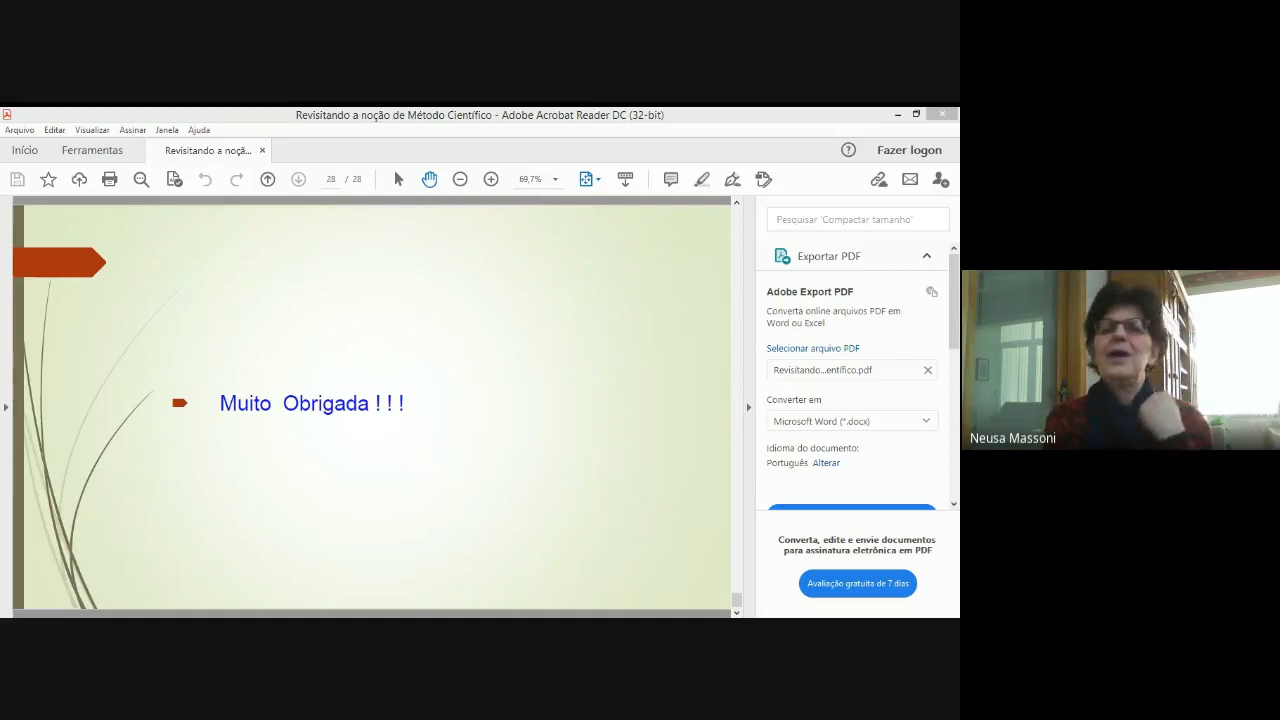 Revisitando a noção de Método Científico - Adobe Acrobat Reader DC (32-bit)
Arquivo Editar Visualizar Assinar Janela Ajuda
Início Ferramentas Revisitando a noçã... × Fazer logon
28 / 28 69,7%
Muito Obrigada ! ! !
Pesquisar 'Compactar tamanho'
Exportar PDF
Adobe Export PDF
Converta online arquivos PDF em
Word ou Excel
Selecionar arquivo PDF
Revisitando...entífico.pdf
Converter em
Microsoft Word (*.docx)
Idioma do documento:
Português Alterar
Converta, edite e envie documentos
para assinatura eletrônica em PDF
Avaliação gratuita de 7 dias
Neusa Massoni